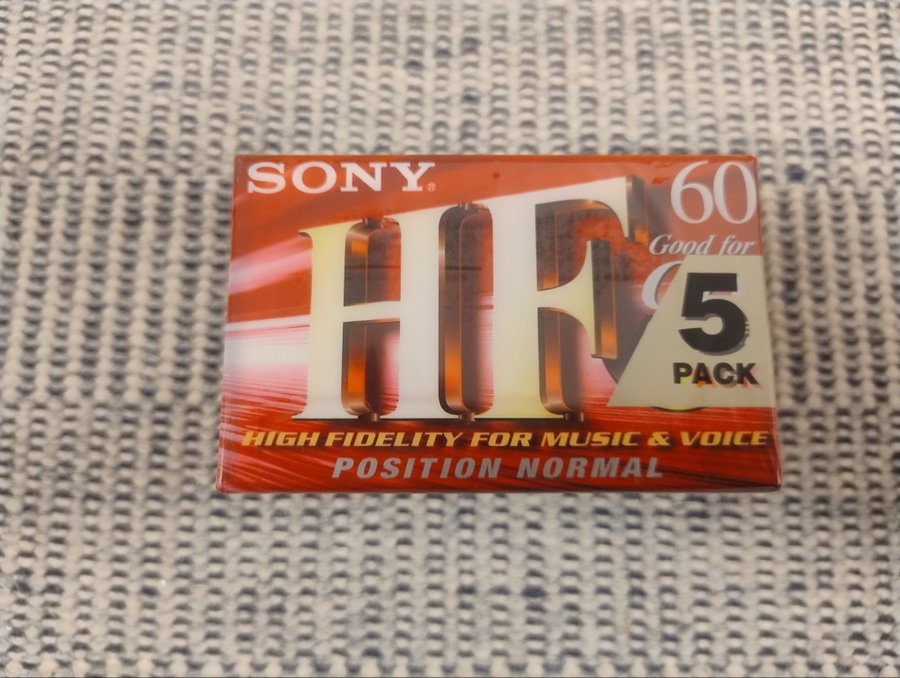 SONY®
60
HF
Good for
5
PACK
HIGH FIDELITY FOR MUSIC & VOICE
POSITION NORMAL